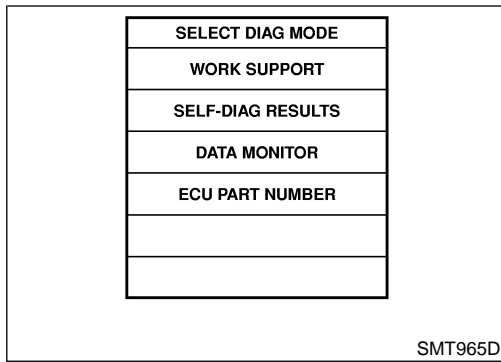 SELECT DIAG MODE
WORK SUPPORT
SELF-DIAG RESULTS
DATA MONITOR
ECU PART NUMBER
SMT965D